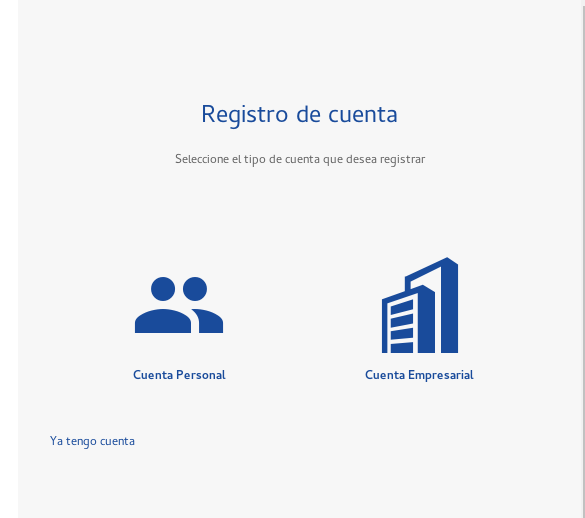 Registro de cuenta
Seleccione el tipo de cuenta que desea registrar
Cuenta Personal
Cuenta Empresarial
Ya tengo cuenta